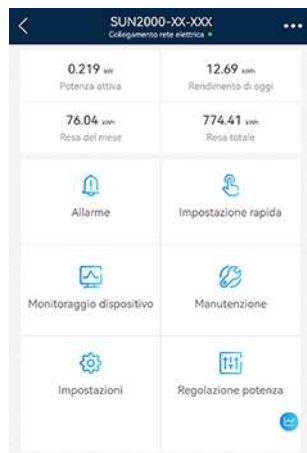 SUN2000-XX-XXX
Collegamento rete elettrica
0.219 kW
12.69 kWh
Potenza attiva
Rendimento di oggi
76.04 kWh
774.41 kWh
Resa del mese
Resa totale
Allarme
Impostazione rapida
Monitoraggio dispositivo
Manutenzione
Impostazioni
Regolazione potenza